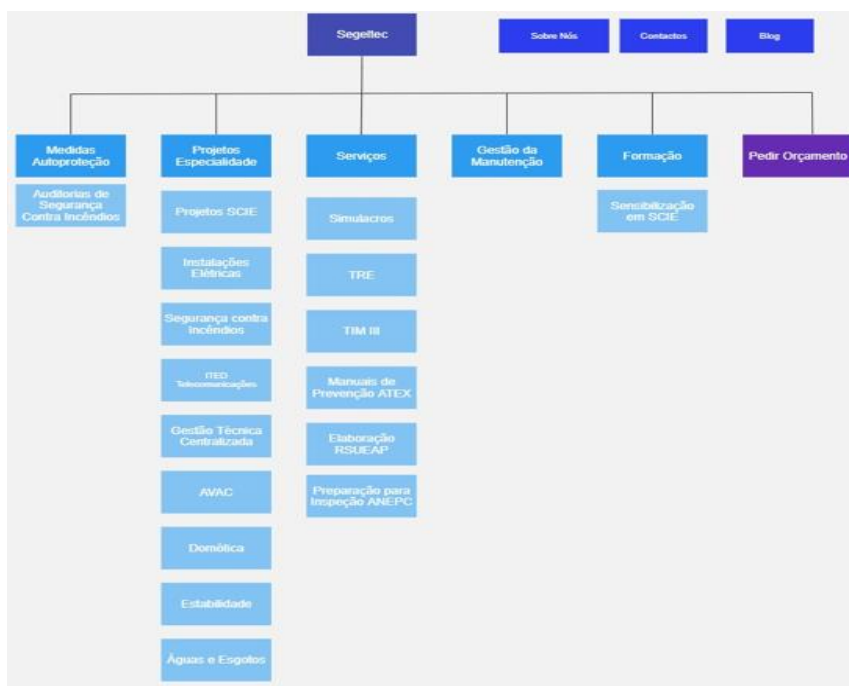 Segeltec
Sobre Nós
Contactos
Blog
Medidas
Autoproteção
Projetos
Especialidade
Serviços
Gestão da
Manutenção
Formação
Pedir Orçamento
Auditorias de
Segurança
Contra Incêndios
Projetos SCIE
Instalações
Elétricas
Segurança contra
Incêndios
ITED
Telecomunicações
Gestão Técnica
Centralizada
AVAC
Domótica
Estabilidade
Águas e Esgotos
Simulacros
TRE
TIM III
Manuais de
Prevenção ATEX
Elaboração
RSUEAP
Preparação para
Inspeção ANEPC
Sensibilização
em SCIE